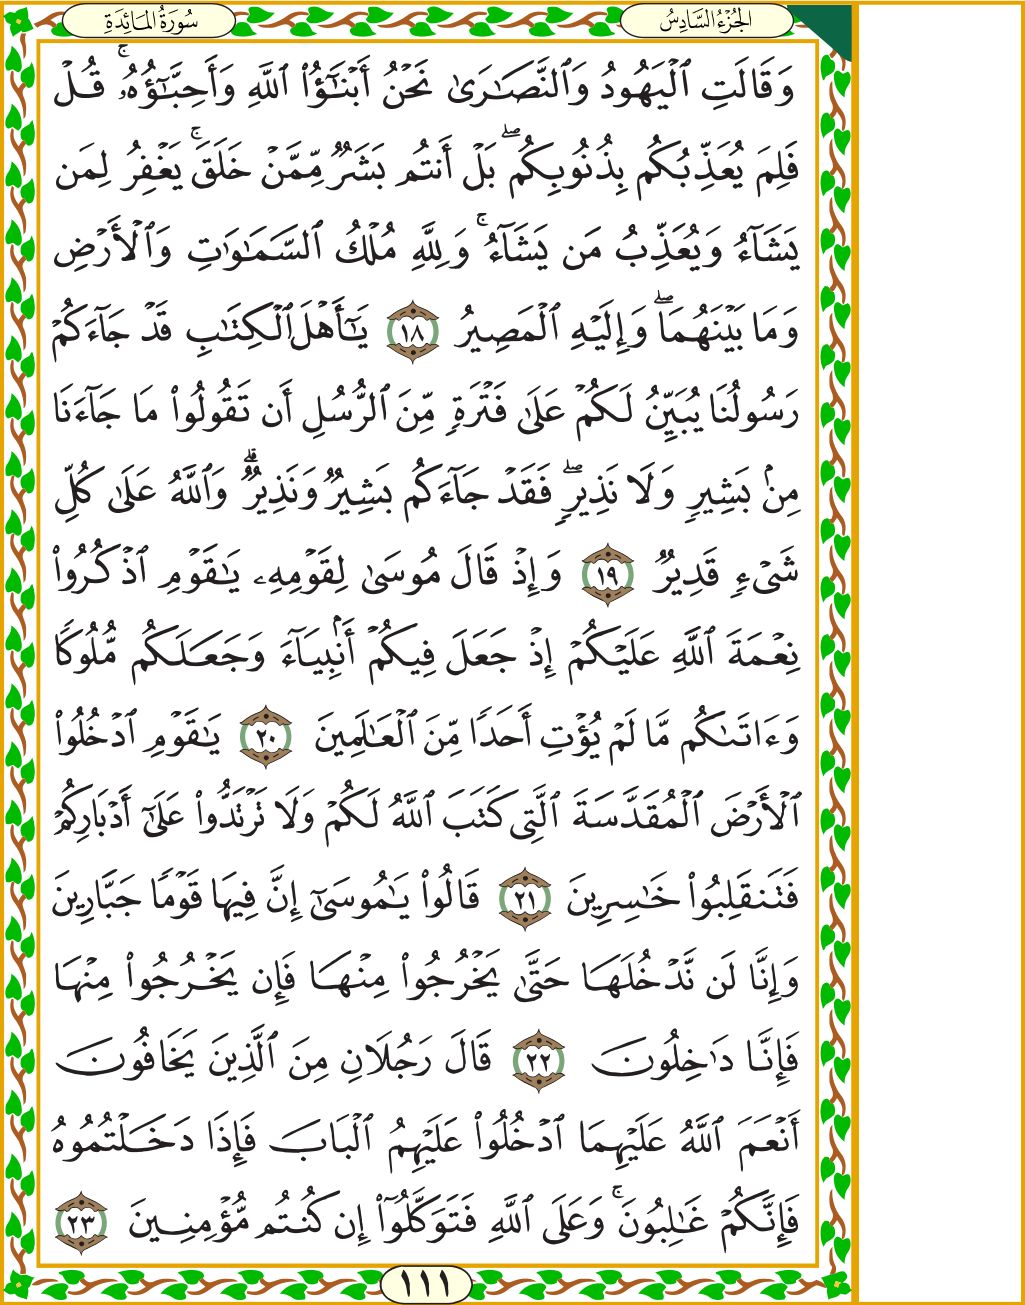 الجُزْءُ السَّادِسُ
سُورَةُ المَائِدَةِ
وَقَالَتِ ٱلۡيَهُودُ وَٱلنَّصَٰرَىٰ نَحۡنُ أَبۡنَٰٓؤُاْ ٱللَّهِ وَأَحِبَّٰٓؤُهُۥۚ قُلۡ
فَلِمَ يُعَذِّبُكُم بِذُنُوبِكُمۖ بَلۡ أَنتُم بَشَرٞ مِّمَّنۡ خَلَقَۚ يَغۡفِرُ لِمَن
يَشَآءُ وَيُعَذِّبُ مَن يَشَآءُۚ وَلِلَّهِ مُلۡكُ ٱلسَّمَٰوَٰتِ وَٱلۡأَرۡضِ
وَمَا بَيۡنَهُمَاۖ وَإِلَيۡهِ ٱلۡمَصِيرُ ١٨ يَٰٓأَهۡلَ ٱلۡكِتَٰبِ قَدۡ جَآءَكُمۡ
رَسُولُنَا يُبَيِّنُ لَكُمۡ عَلَىٰ فَتۡرَةٖ مِّنَ ٱلرُّسُلِ أَن تَقُولُواْ مَا جَآءَنَا
مِنۢ بَشِيرٖ وَلَا نَذِيرٖۖ فَقَدۡ جَآءَكُم بَشِيرٞ وَنَذِيرٞۗ وَٱللَّهُ عَلَىٰ كُلِّ
شَيۡءٖ قَدِيرٞ ١٩ وَإِذۡ قَالَ مُوسَىٰ لِقَوۡمِهِۦ يَٰقَوۡمِ ٱذۡكُرُواْ
نِعۡمَةَ ٱللَّهِ عَلَيۡكُمۡ إِذۡ جَعَلَ فِيكُمۡ أَنۢبِيَآءَ وَجَعَلَكُم مُّلُوكٗا
وَءَاتَىٰكُم مَّا لَمۡ يُؤۡتِ أَحَدٗا مِّنَ ٱلۡعَٰلَمِينَ ٢٠ يَٰقَوۡمِ ٱدۡخُلُواْ
ٱلۡأَرۡضَ ٱلۡمُقَدَّسَةَ ٱلَّتِي كَتَبَ ٱللَّهُ لَكُمۡ وَلَا تَرۡتَدُّواْ عَلَىٰٓ أَدۡبَارِكُمۡ
فَتَنقَلِبُواْ خَٰسِرِينَ ٢١ قَالُواْ يَٰمُوسَىٰٓ إِنَّ فِيهَا قَوۡمٗا جَبَّارِينَ
وَإِنَّا لَن نَّدۡخُلَهَا حَتَّىٰ يَخۡرُجُواْ مِنۡهَا فَإِن يَخۡرُجُواْ مِنۡهَا
فَإِنَّا دَٰخِلُونَ ٢٢ قَالَ رَجُلَانِ مِنَ ٱلَّذِينَ يَخَافُونَ
أَنۡعَمَ ٱللَّهُ عَلَيۡهِمَا ٱدۡخُلُواْ عَلَيۡهِمُ ٱلۡبَابَ فَإِذَا دَخَلۡتُمُوهُ
فَإِنَّكُمۡ غَٰلِبُونَۚ وَعَلَى ٱللَّهِ فَتَوَكَّلُوٓاْ إِن كُنتُم مُّؤۡمِنِينَ ٢٣
١١١